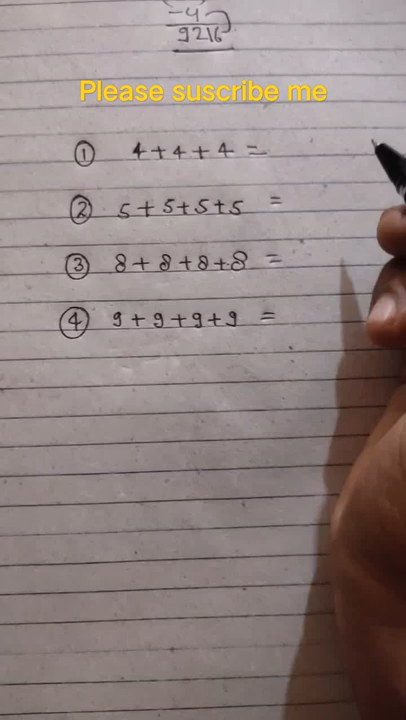 -4
9216
Please suscribe me
① 4+4+4=
② 5+5+5+5 =
③ 8+8+8+8 =
④ 9+9+9+9 =